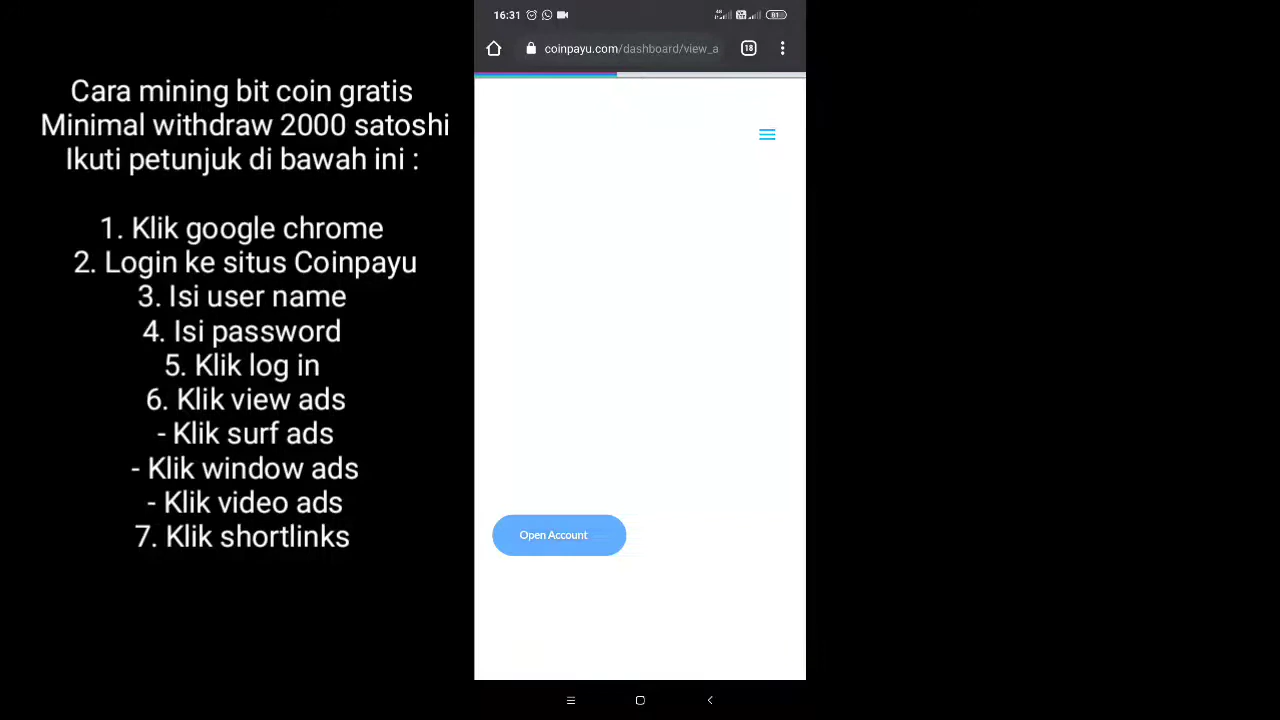 Cara mining bit coin gratis
Minimal withdraw 2000 satoshi
Ikuti petunjuk di bawah ini :
1. Klik google chrome
2. Login ke situs Coinpayu
3. Isi user name
4. Isi password
5. Klik log in
6. Klik view ads
- Klik surf ads
- Klik window ads
- Klik video ads
7. Klik shortlinks
16:31
81
coinpayu.com/dashboard/view_a
18
Open Account